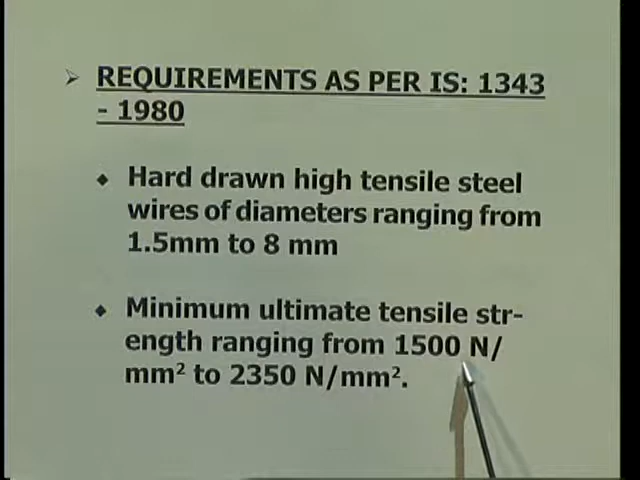 REQUIREMENTS AS PER IS: 1343
- 1980
Hard drawn high tensile steel
wires of diameters ranging from
1.5mm to 8 mm
Minimum ultimate tensile str-
ength ranging from 1500 N/
mm² to 2350 N/mm².